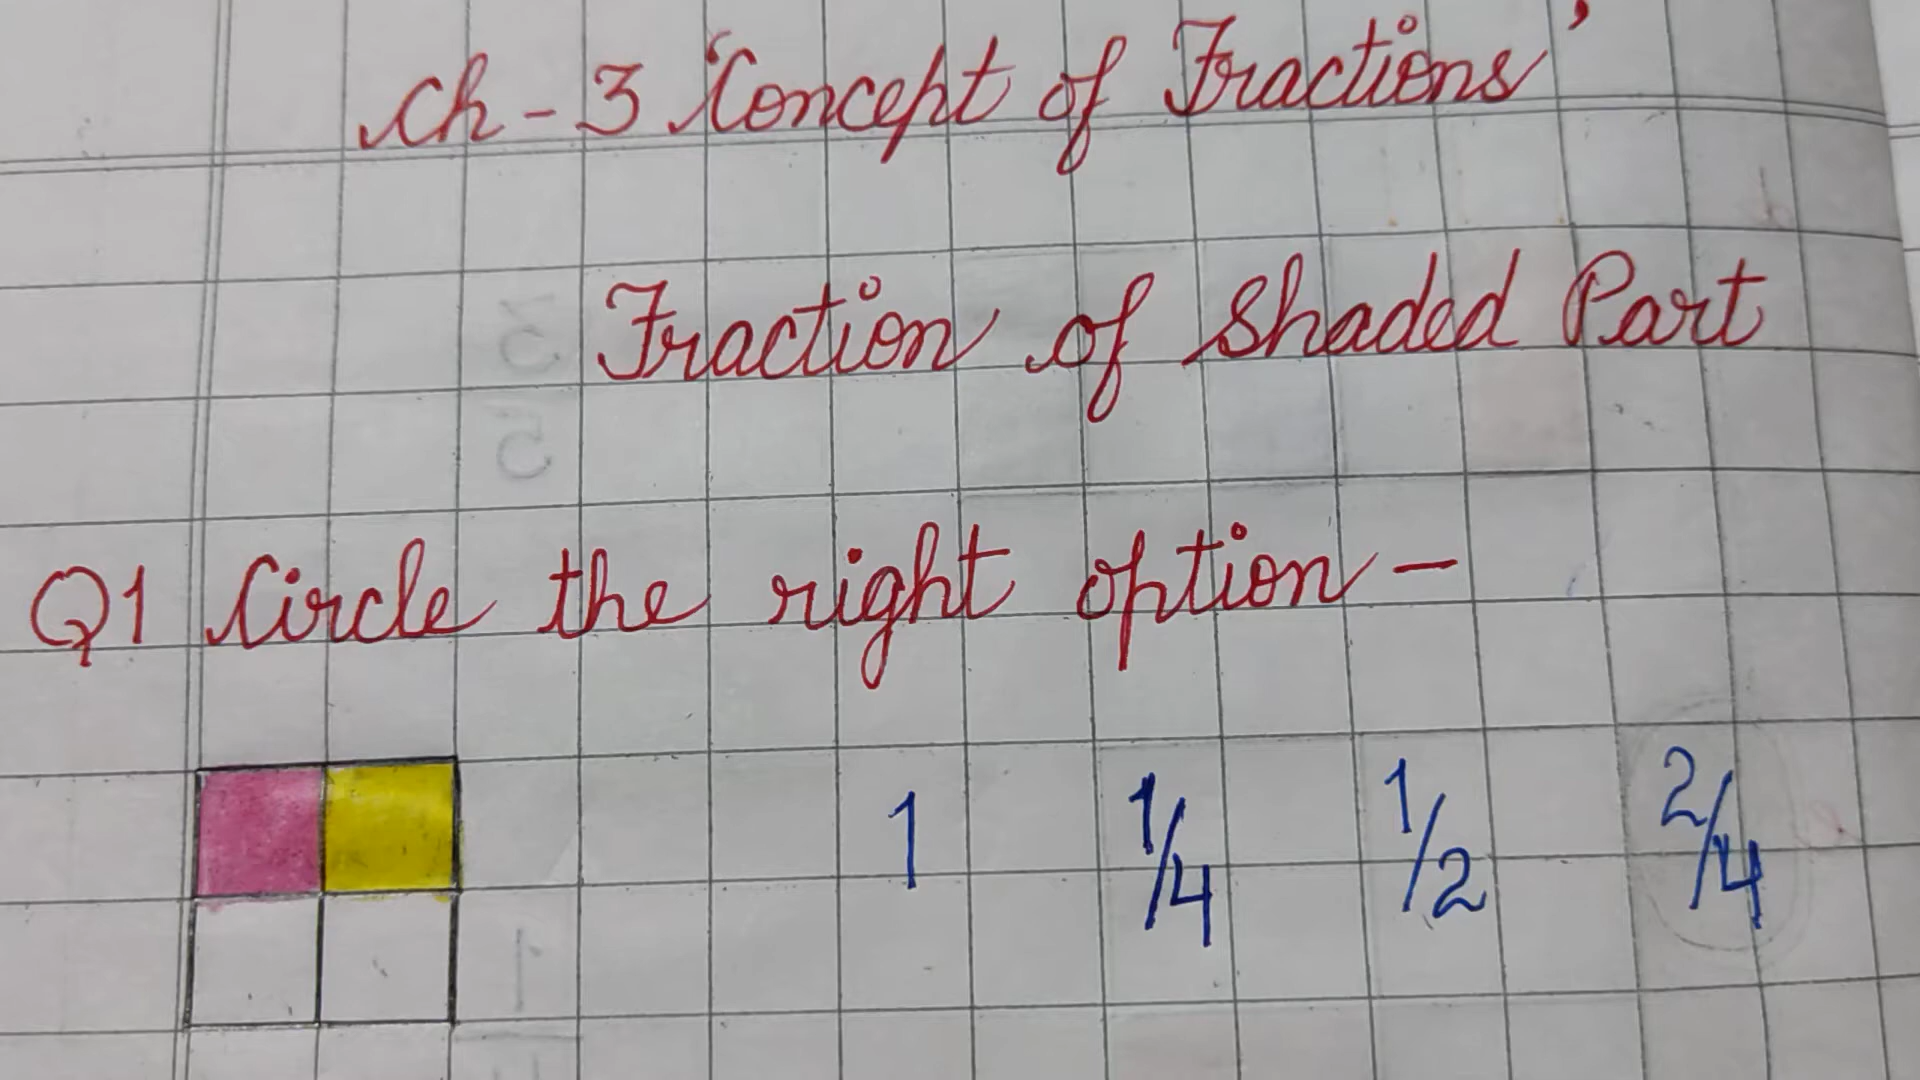 Ch - 3 "Concept of Fractions"
Fraction of Shaded Part
Q1 Circle the right option -
1 1/4 1/2 2/4